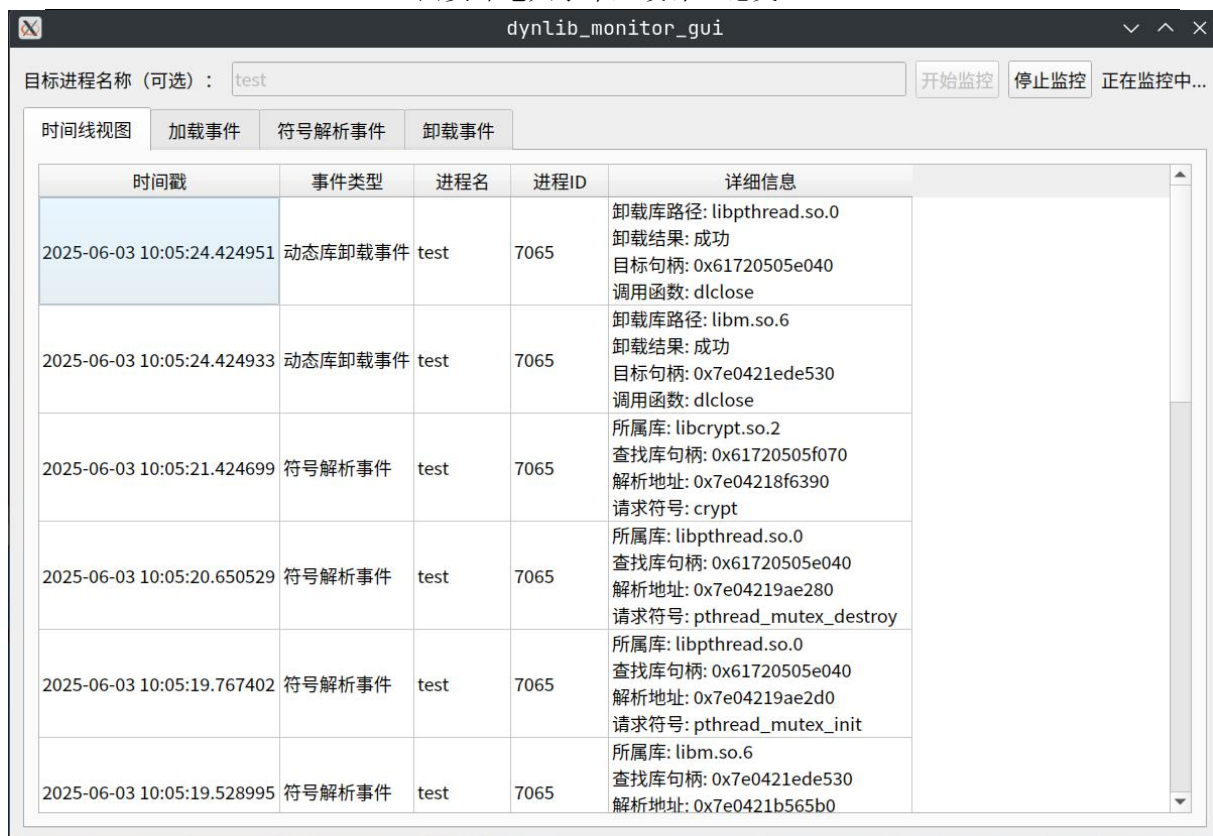 dynlib_monitor_gui
目标进程名称（可选）： test 开始监控 停止监控 正在监控中...
时间线视图 加载事件 符号解析事件 卸载事件
时间戳 事件类型 进程名 进程ID 详细信息
卸载库路径: libpthread.so.0
卸载结果: 成功
2025-06-03 10:05:24.424951 动态库卸载事件 test 7065
目标句柄: 0x61720505e040
调用函数: dlclose
卸载库路径: libm.so.6
卸载结果: 成功
2025-06-03 10:05:24.424933 动态库卸载事件 test 7065
目标句柄: 0x7e0421ede530
调用函数: dlclose
所属库: libcrypt.so.2
查找库句柄: 0x61720505f070
2025-06-03 10:05:21.424699 符号解析事件 test 7065
解析地址: 0x7e04218f6390
请求符号: crypt
所属库: libpthread.so.0
查找库句柄: 0x61720505e040
2025-06-03 10:05:20.650529 符号解析事件 test 7065
解析地址: 0x7e04219ae280
请求符号: pthread_mutex_destroy
所属库: libpthread.so.0
查找库句柄: 0x61720505e040
2025-06-03 10:05:19.767402 符号解析事件 test 7065
解析地址: 0x7e04219ae2d0
请求符号: pthread_mutex_init
所属库: libm.so.6
查找库句柄: 0x7e0421ede530
2025-06-03 10:05:19.528995 符号解析事件 test 7065
解析地址: 0x7e0421b565b0